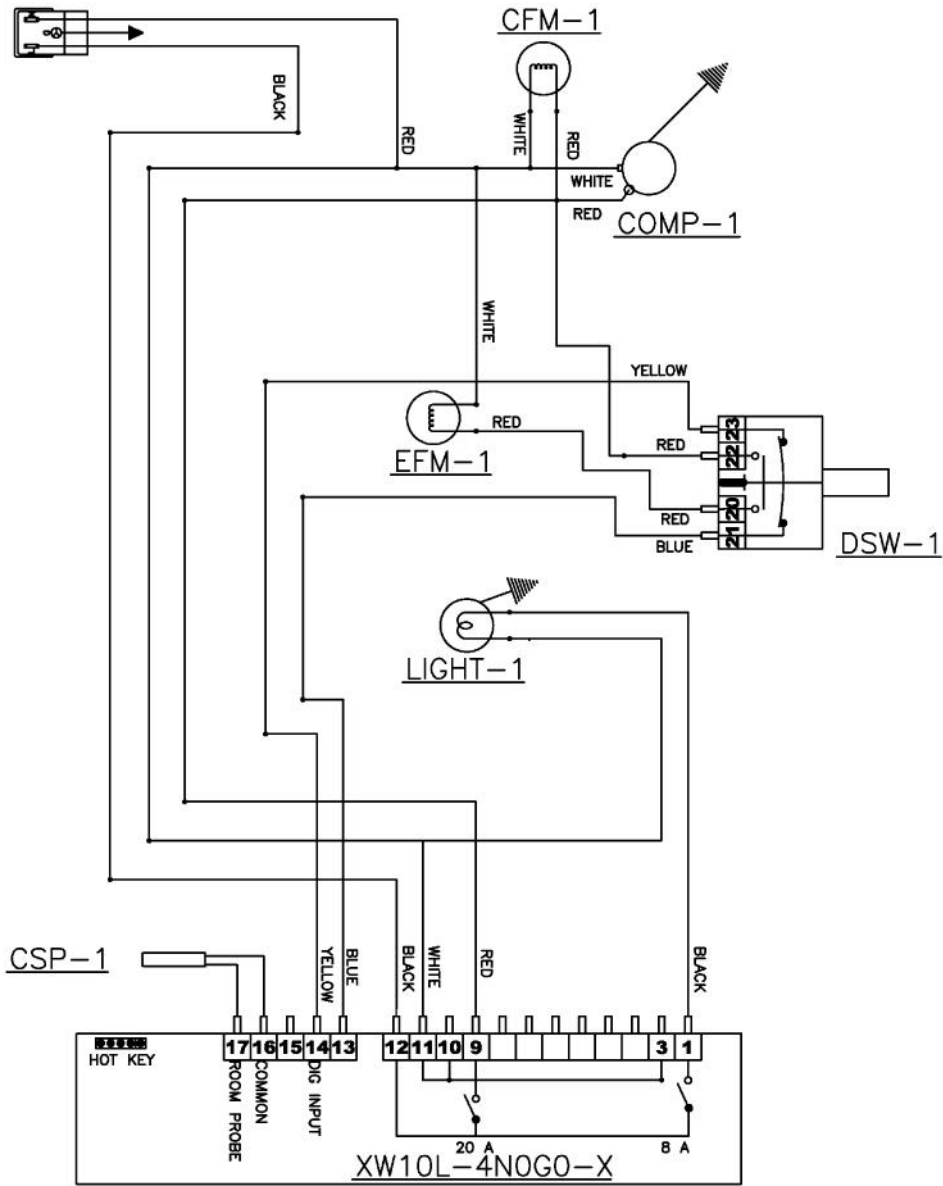 CFM-1
BLACK
RED
WHITE
RED
WHITE
RED
COMP-1
WHITE
YELLOW
RED
EFM-1
RED
23
22
20
21
RED
BLUE
DSW-1
LIGHT-1
CSP-1
YELLOW
BLUE
BLACK
WHITE
RED
BLACK
HOT KEY
17 16 15 14 13 12 11 10 9 3 1
ROOM PROBE
COMMON
DIG INPUT
20 A
8 A
XW10L-4N0G0-X